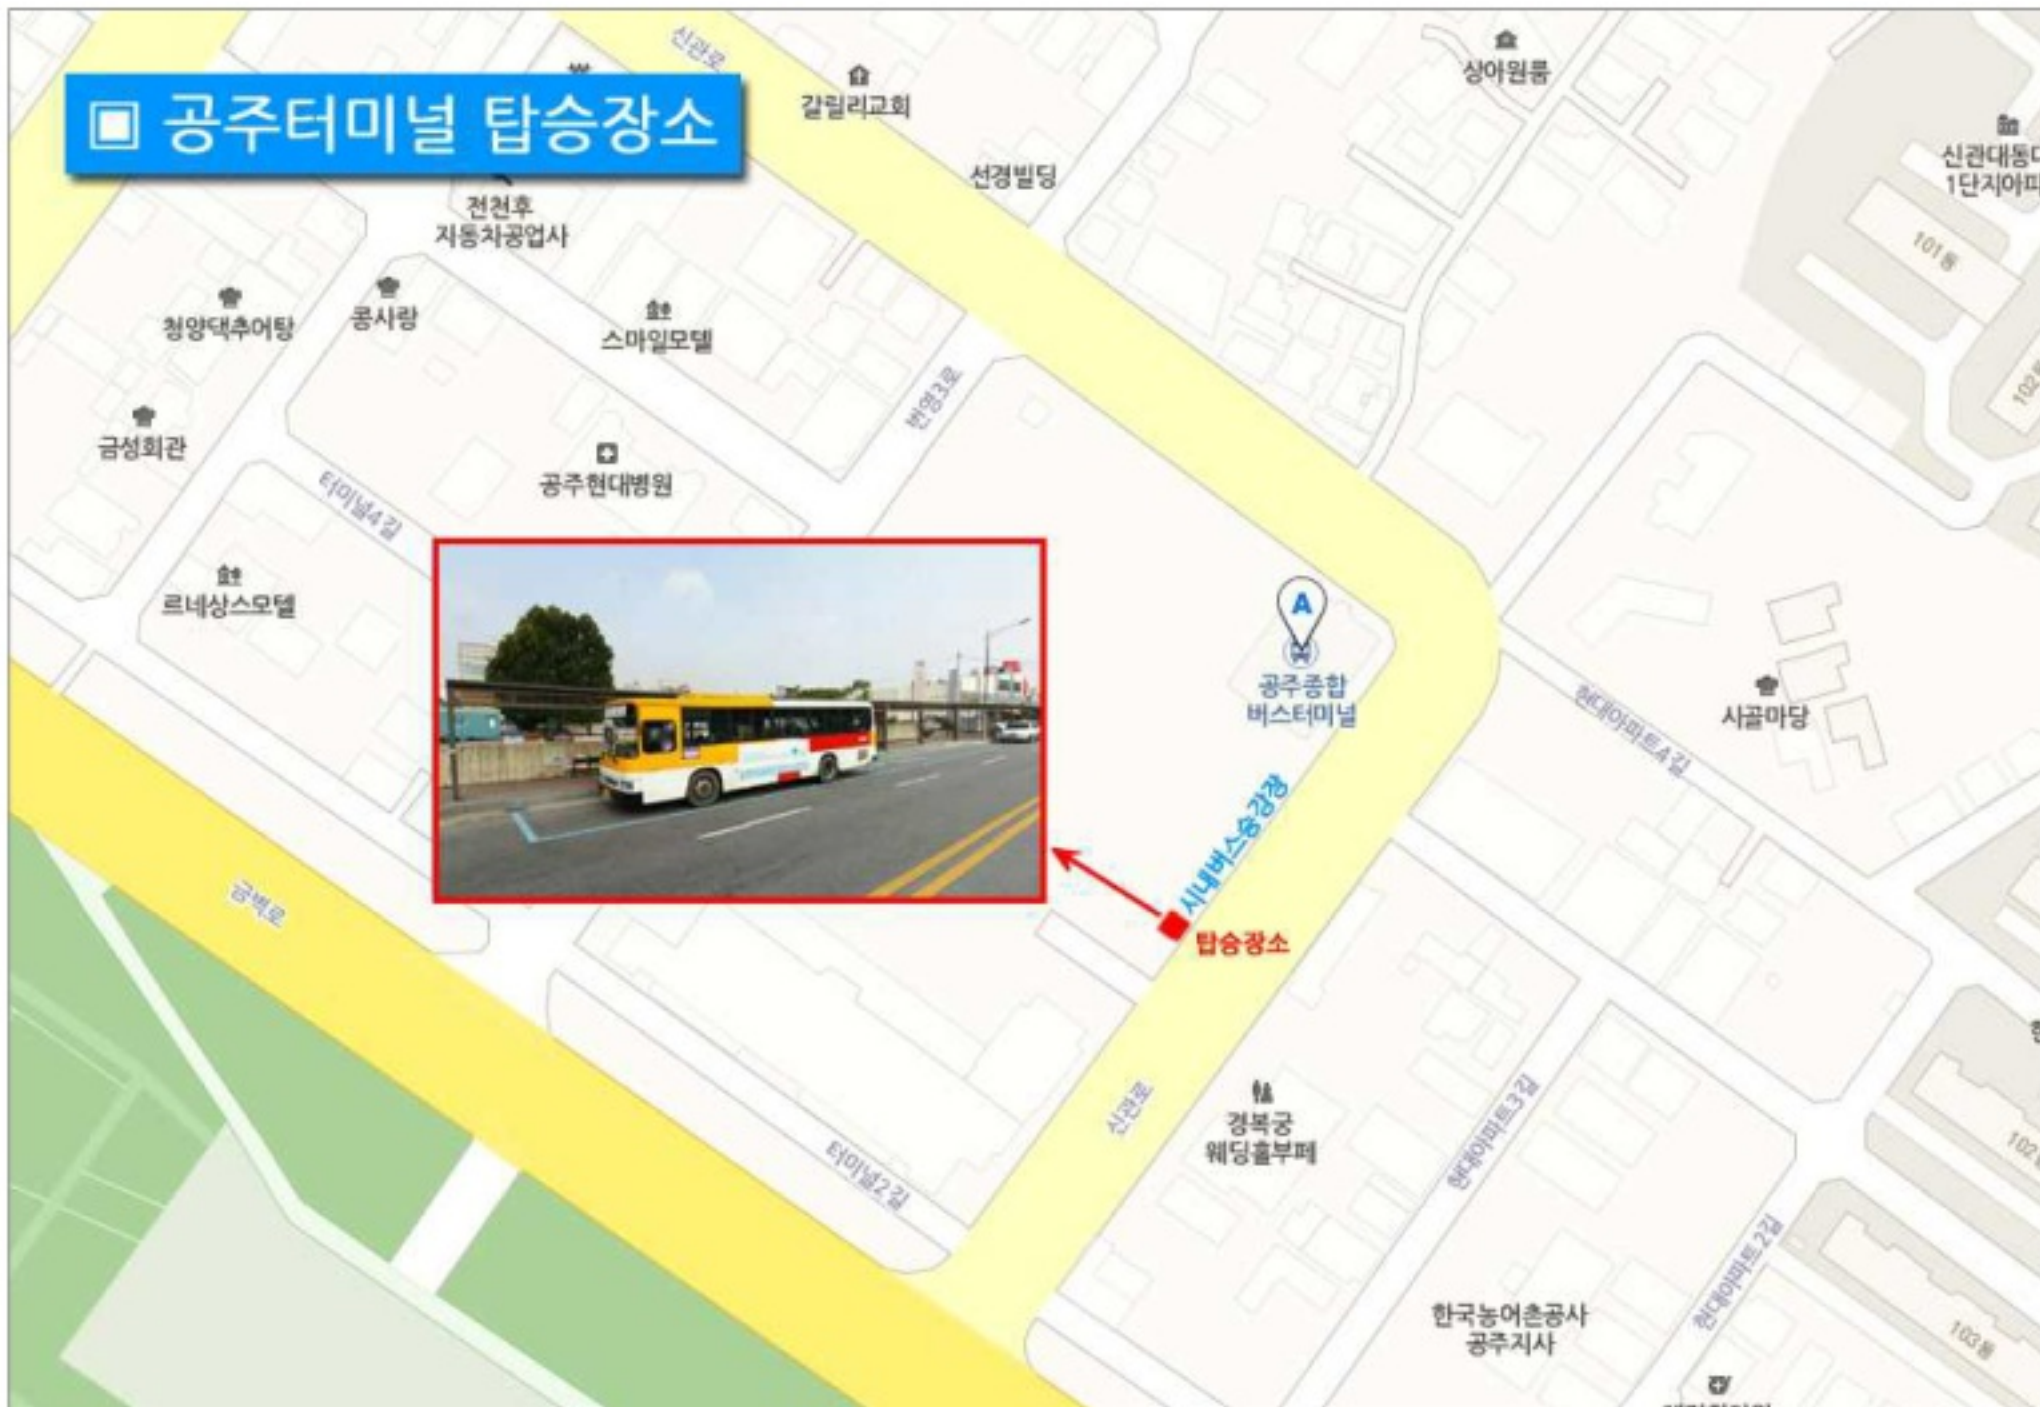 ▣ 공주터미널 탑승장소
신관로
갈릴리교회
선경빌딩
상아원룸
1단지아파
101동
전천후
자동차공업사
청양댁추어탕
콩사랑
스마일모텔
번영3로
금성회관
공주현대병원
터미널4길
르네상스모텔
A
공주종합
버스터미널
현대아파트4길
시골마당
시내버스승강장
탑승장소
금벽로
신관로
경복궁
웨딩홀부페
터미널2길
현대아파트3길
현대아파트2길
한국농어촌공사
공주지사
103동